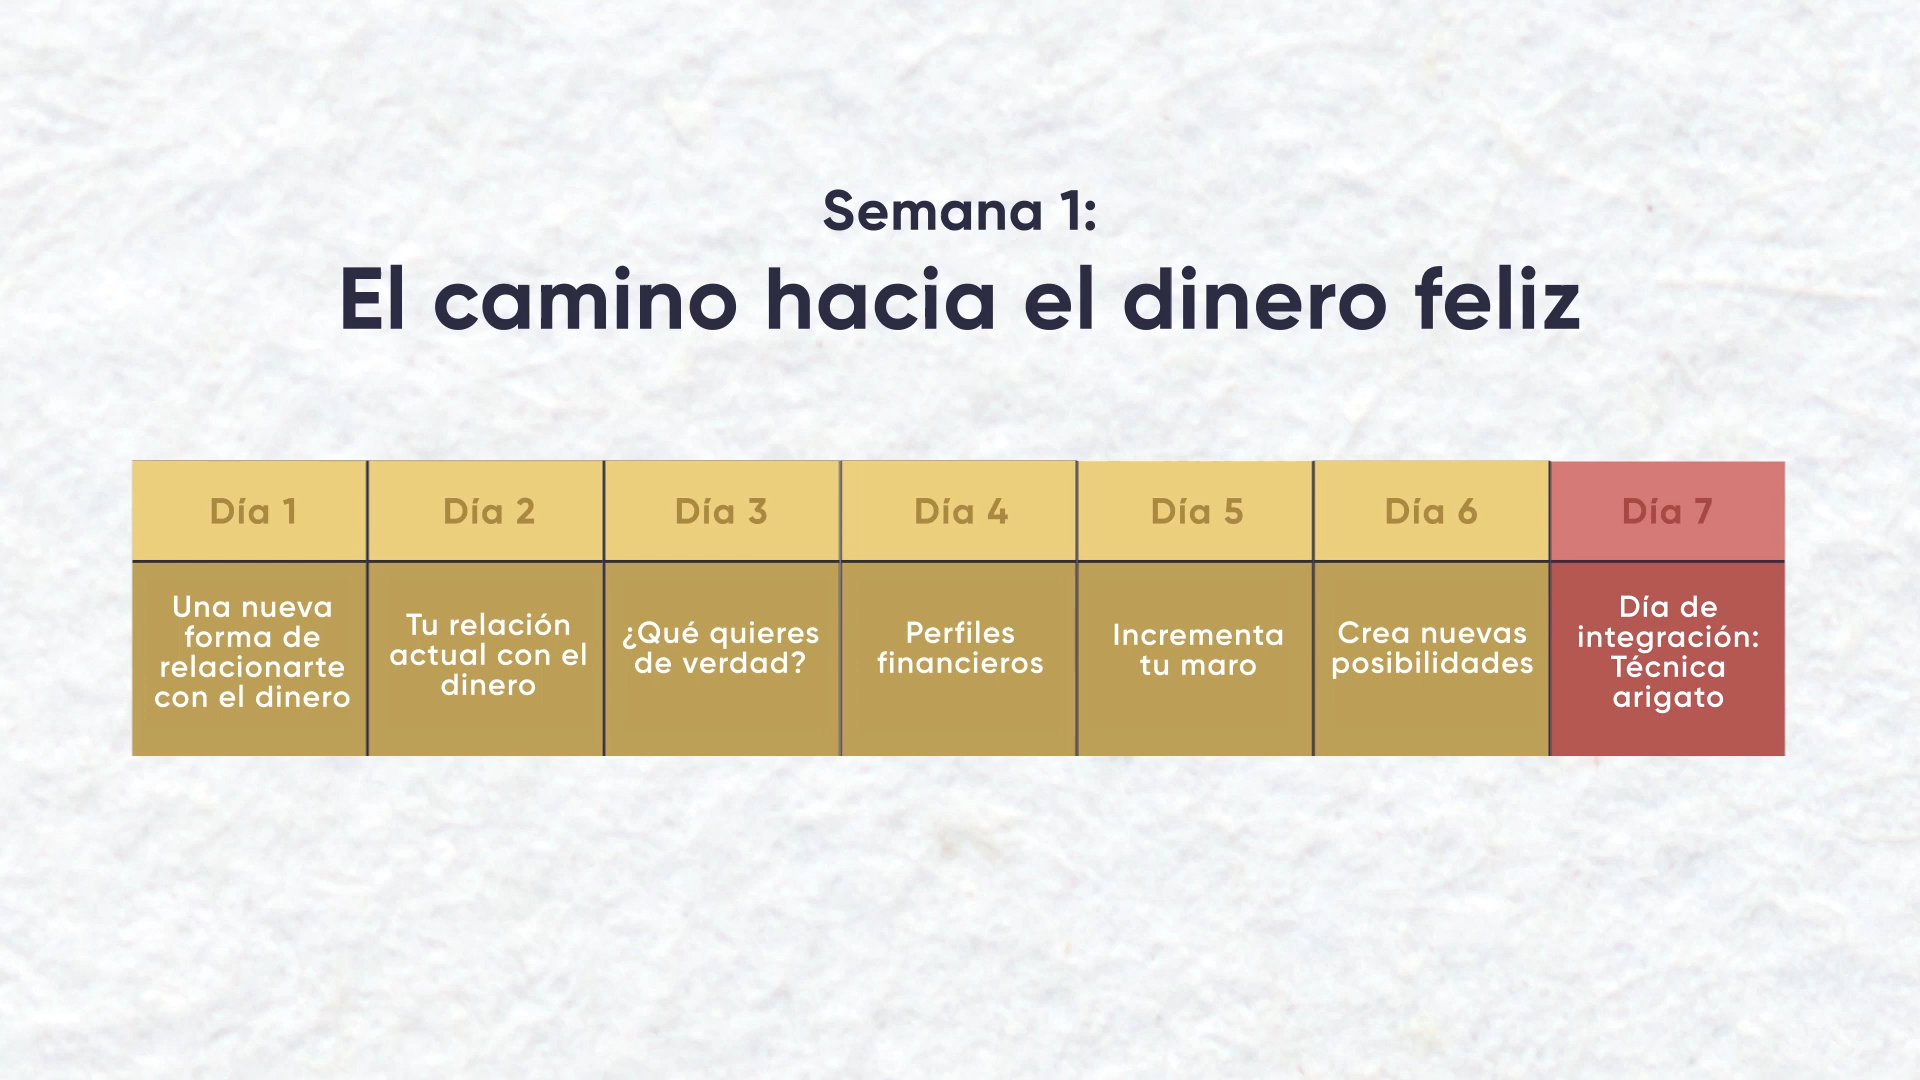 Semana 1:
El camino hacia el dinero feliz
Día 1
Día 2
Día 3
Día 4
Día 5
Día 6
Día 7
Una nueva
forma de
relacionarte
con el dinero
Tu relación
actual con el
dinero
¿Qué quieres
de verdad?
Perfiles
financieros
Incrementa
tu maro
Crea nuevas
posibilidades
Día de
integración:
Técnica
arigato